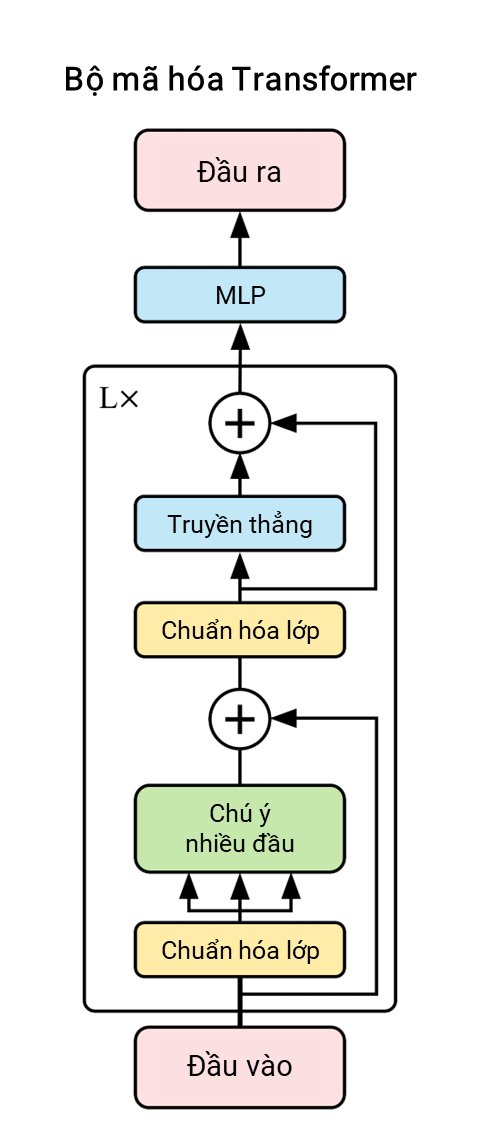 Bộ mã hóa Transformer
Đầu ra
MLP
L×
Truyền thẳng
Chuẩn hóa lớp
Chú ý
nhiều đầu
Chuẩn hóa lớp
Đầu vào